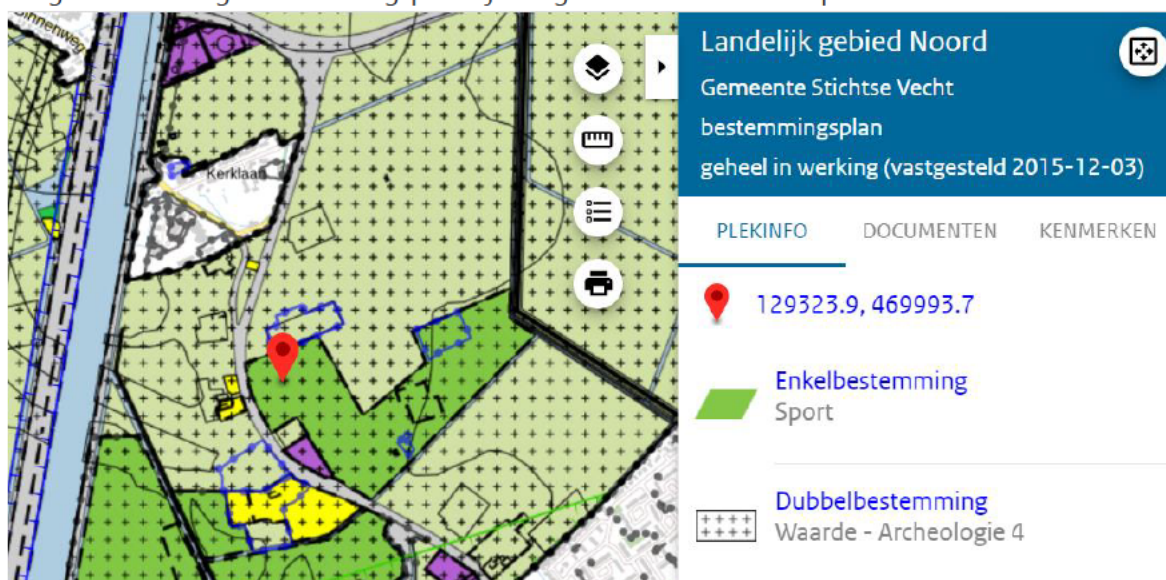 Binnenweg
Kerklaan
Landelijk gebied Noord
Gemeente Stichtse Vecht
bestemmingsplan
geheel in werking (vastgesteld 2015-12-03)
PLEKINFO
DOCUMENTEN
KENMERKEN
129323.9, 469993.7
Enkelbestemming
Sport
Dubbelbestemming
Waarde - Archeologie 4